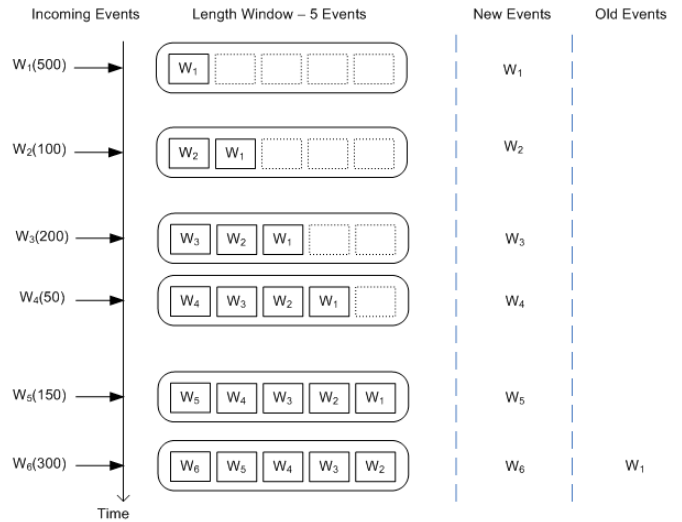 Incoming Events Length Window – 5 Events New Events Old Events
W₁(500) W₁ W₁
W₂(100) W₂ W₁ W₂
W₃(200) W₃ W₂ W₁ W₃
W₄(50) W₄ W₃ W₂ W₁ W₄
W₅(150) W₅ W₄ W₃ W₂ W₁ W₅
W₆(300) W₆ W₅ W₄ W₃ W₂ W₆ W₁
Time